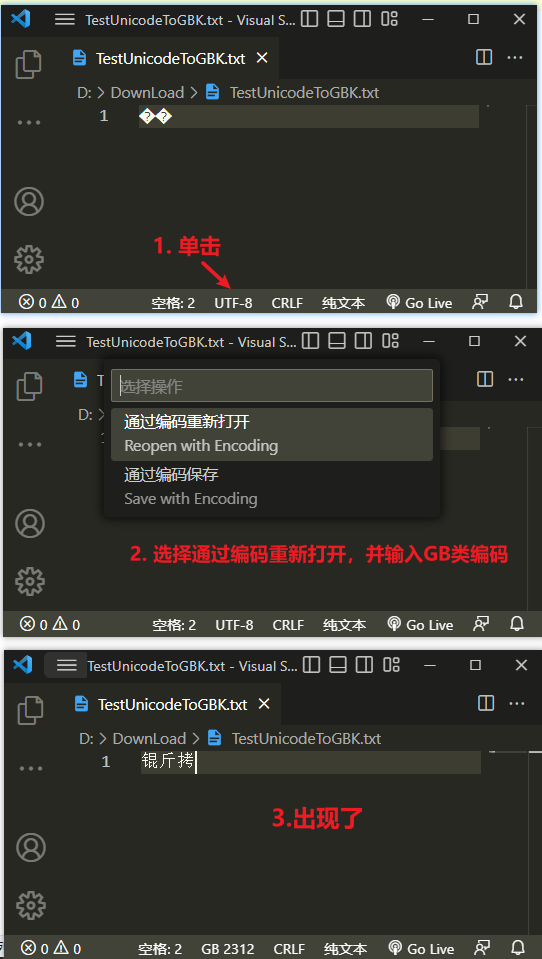 TestUnicodeToGBK.txt - Visual S...
TestUnicodeToGBK.txt
D: > DownLoad > TestUnicodeToGBK.txt
1 ��
1. 单击
0 0 空格: 2 UTF-8 CRLF 纯文本 Go Live
TestUnicodeToGBK.txt - Visual S...
T
D: >
选择操作
通过编码重新打开
Reopen with Encoding
通过编码保存
Save with Encoding
2. 选择通过编码重新打开，并输入GB类编码
0 0 空格: 2 UTF-8 CRLF 纯文本 Go Live
TestUnicodeToGBK.txt - Visual S...
TestUnicodeToGBK.txt
D: > DownLoad > TestUnicodeToGBK.txt
1 锟斤拷
3.出现了
0 0 空格: 2 GB 2312 CRLF 纯文本 Go Live